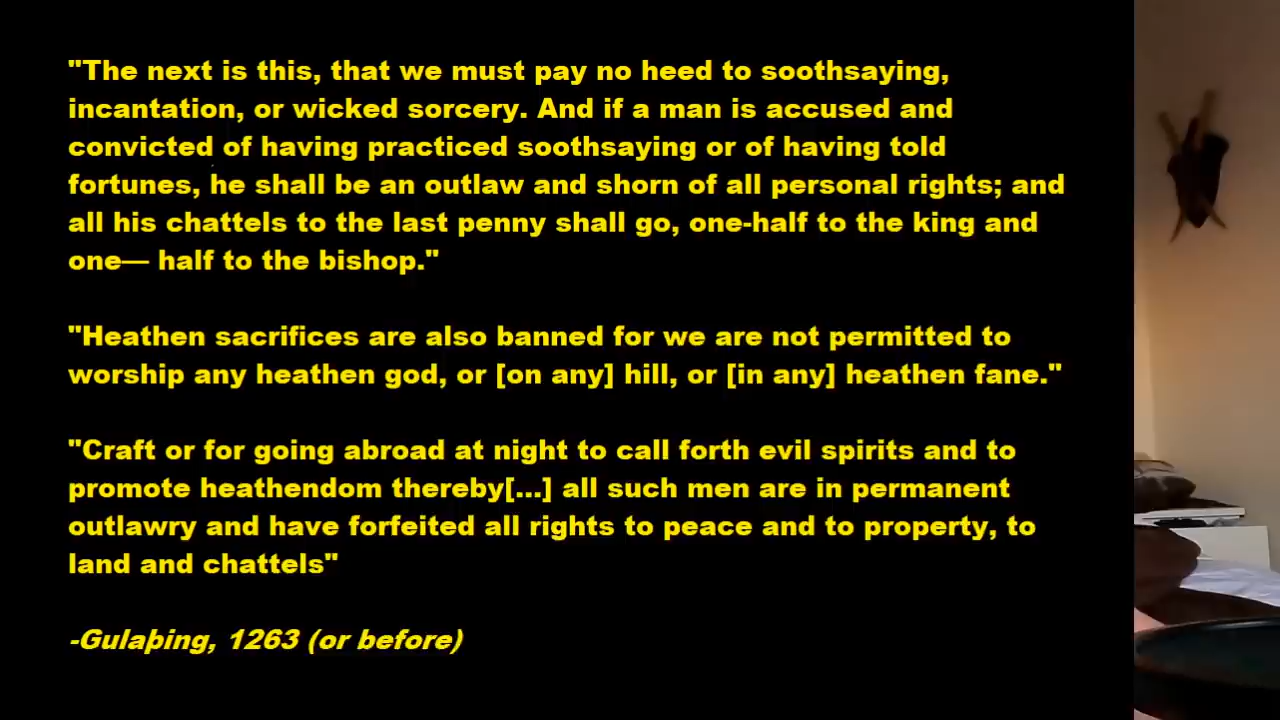 "The next is this, that we must pay no heed to soothsaying,
incantation, or wicked sorcery. And if a man is accused and
convicted of having practiced soothsaying or of having told
fortunes, he shall be an outlaw and shorn of all personal rights; and
all his chattels to the last penny shall go, one-half to the king and
one— half to the bishop."
"Heathen sacrifices are also banned for we are not permitted to
worship any heathen god, or [on any] hill, or [in any] heathen fane."
"Craft or for going abroad at night to call forth evil spirits and to
promote heathendom thereby[...] all such men are in permanent
outlawry and have forfeited all rights to peace and to property, to
land and chattels"
-Gulaþing, 1263 (or before)